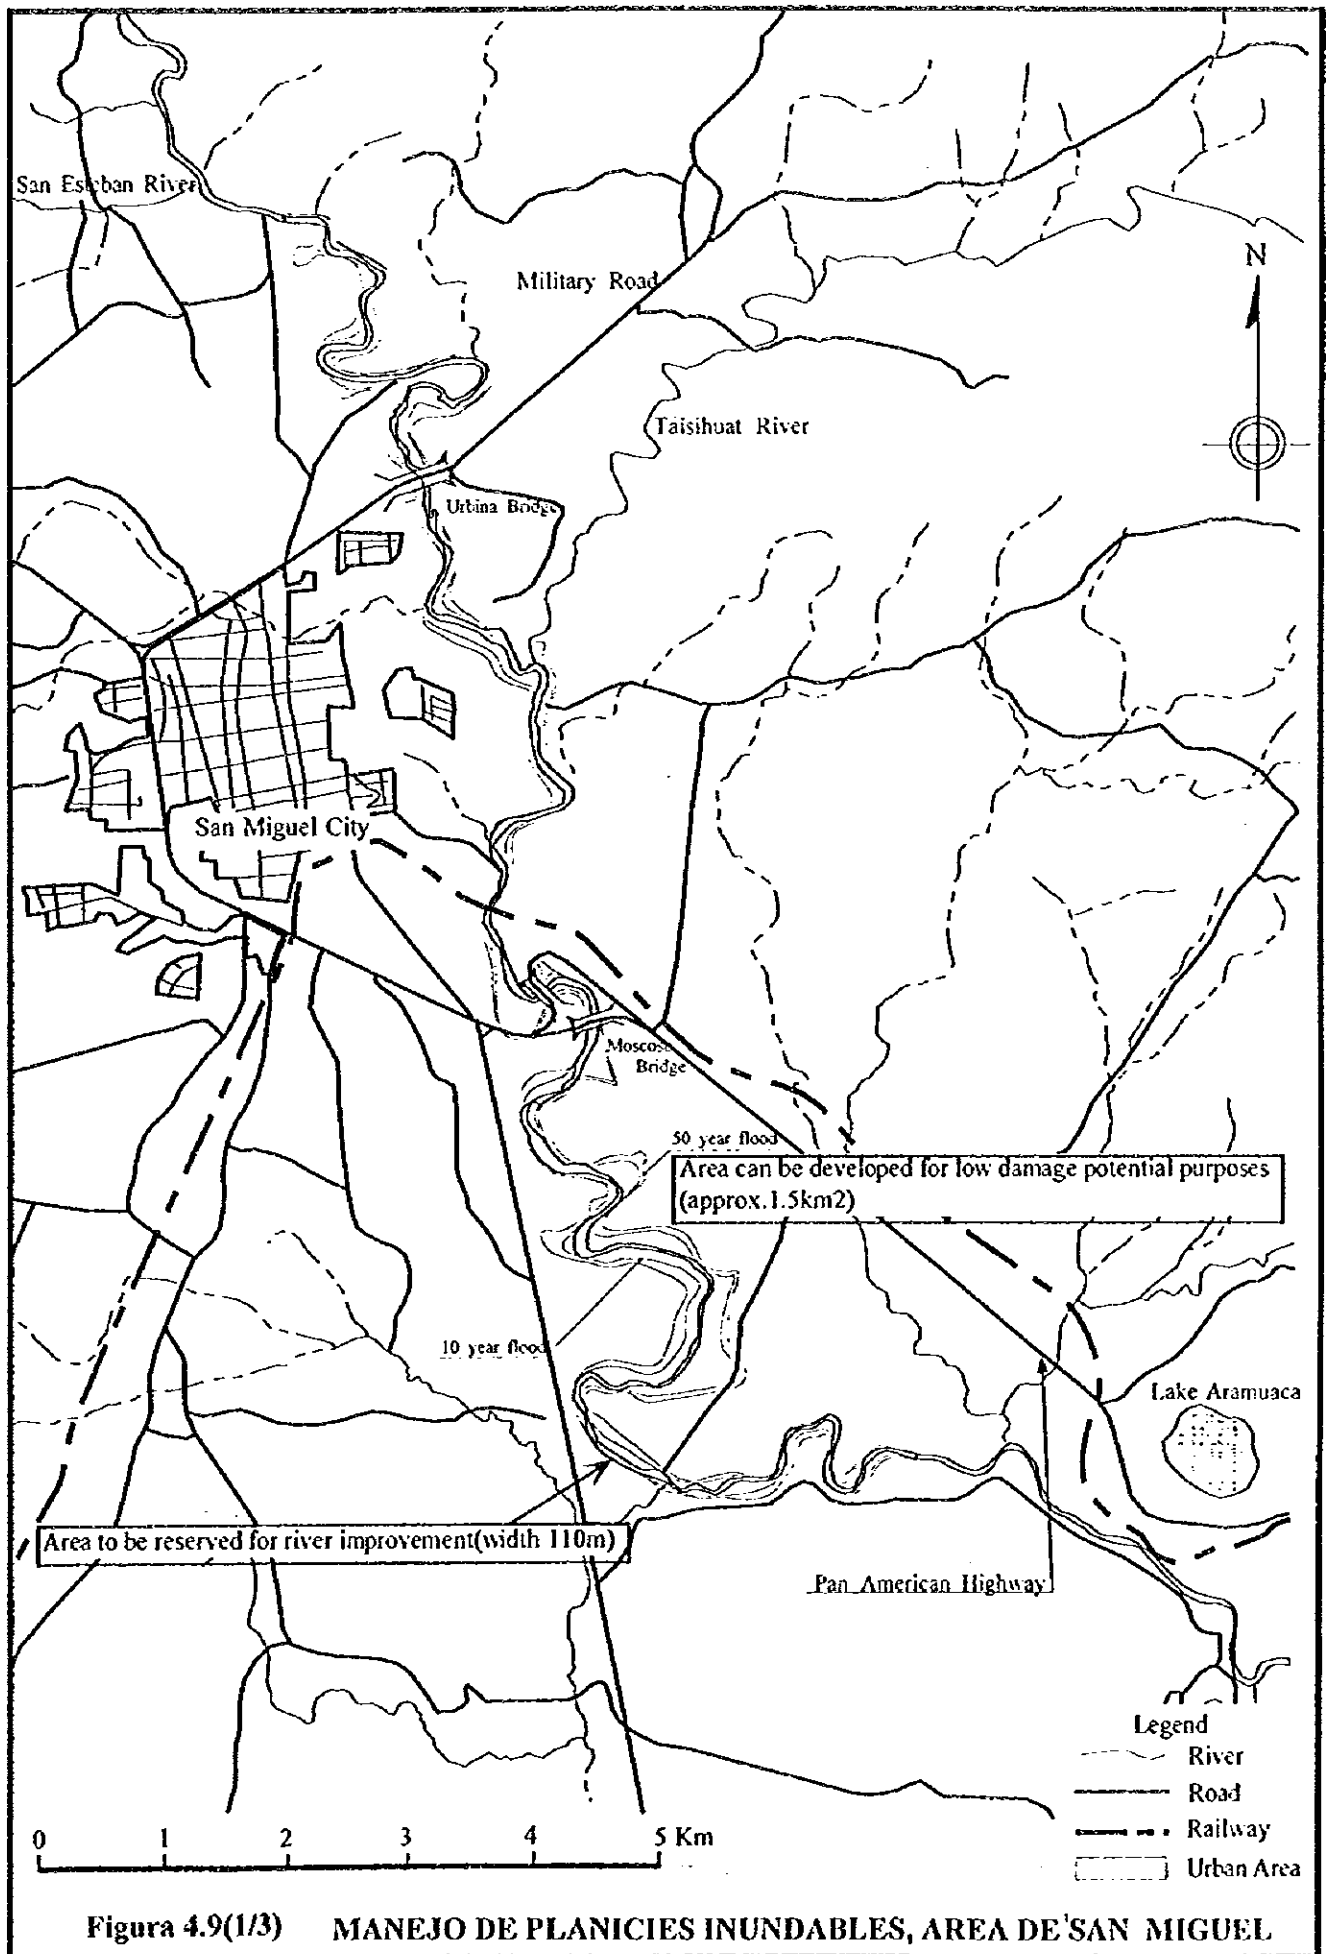 San Esteban River
N
Military Road
Taisihuat River
Urbina Bridge
San Miguel City
Moscoso
Bridge
50 year flood
Area can be developed for low damage potential purposes
(approx.1.5km2)
10 year flood
Lake Aramuaca
Area to be reserved for river improvement(width 110m)
Pan American Highway
Legend
River
Road
Railway
Urban Area
0 1 2 3 4 5 Km
Figura 4.9(1/3) MANEJO DE PLANICIES INUNDABLES, AREA DE SAN MIGUEL